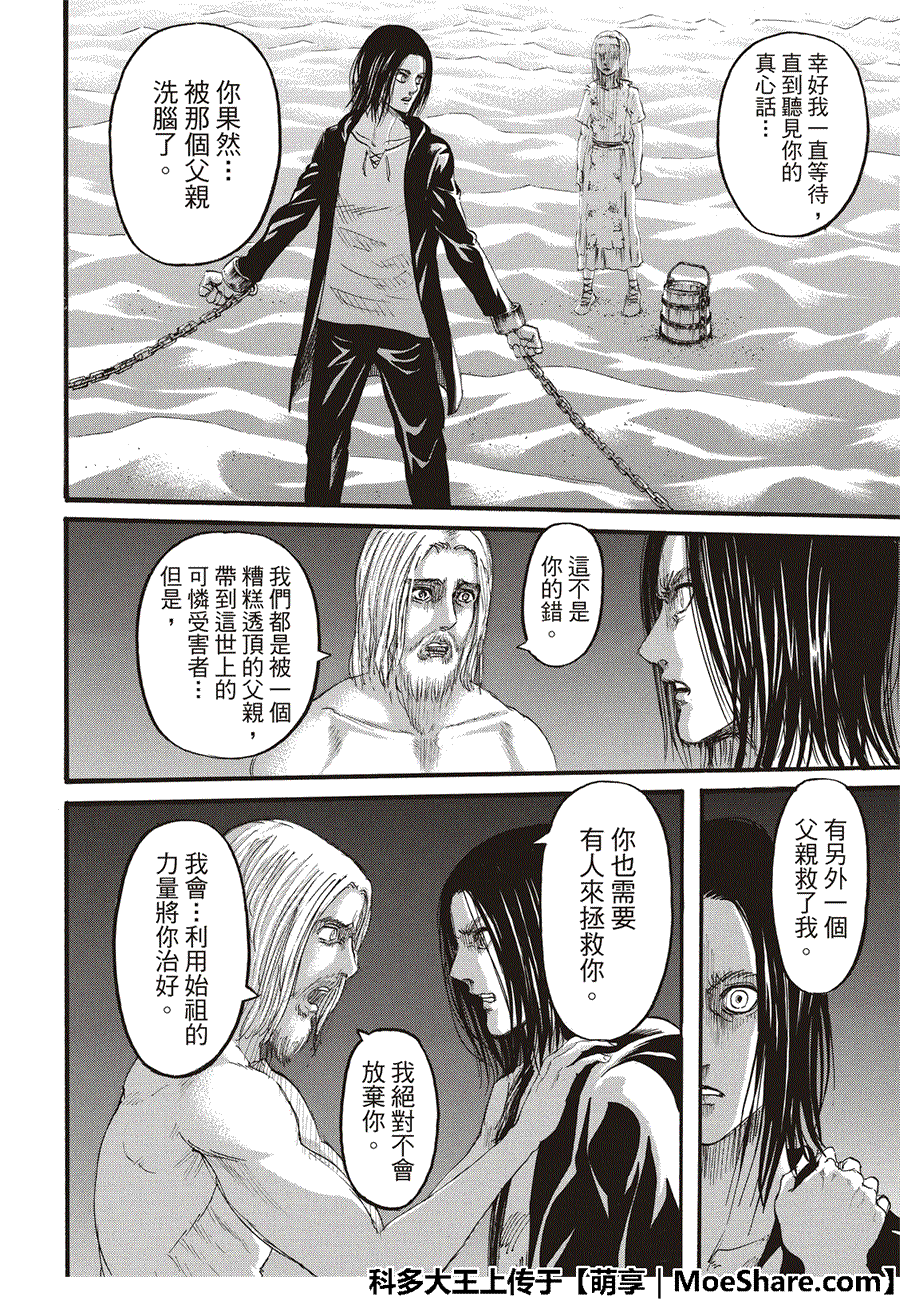 幸好我一直等待，
直到聽見你的
真心話…
你果然…
被那個父親
洗腦了。
這不是
你的錯。
我們都是被一個
糟糕透頂的父親，
帶到這世上的
可憐受害者…
但是，
有另外一個
父親救了我。
你也需要
有人來拯救你。
我絕對不會
放棄你。
我會…利用始祖的
力量將你治好。
科多大王上传于【萌享｜MoeShare.com】